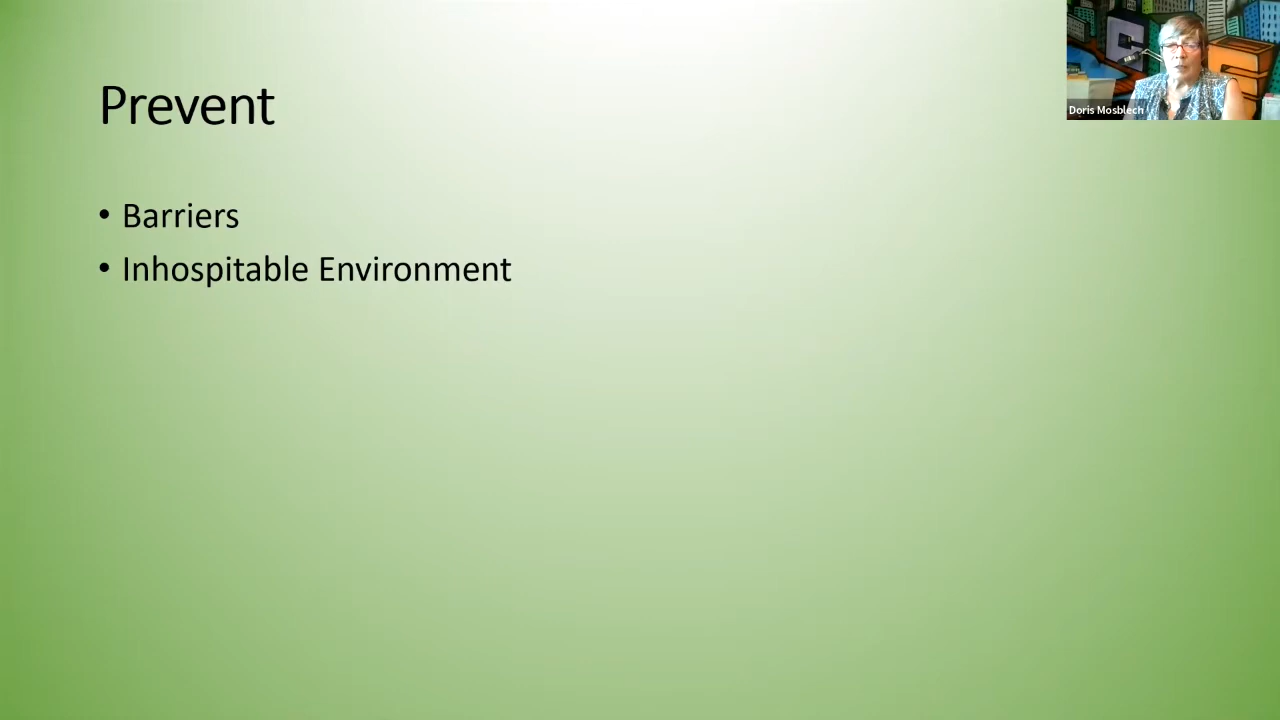 Prevent
• Barriers
• Inhospitable Environment
Doris Mosblech